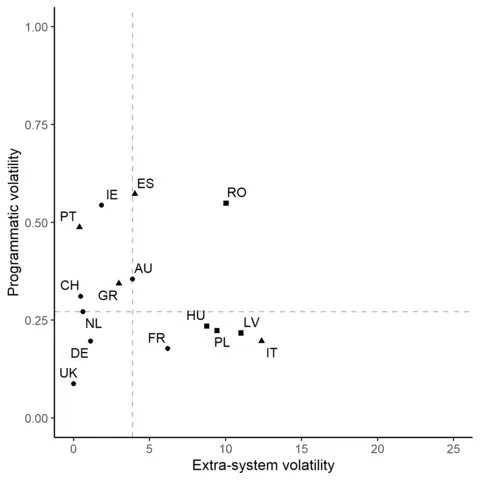 1.00
0.75
0.50
0.25
0.00
Programmatic volatility
IE
ES
RO
PT
AU
CH
GR
NL
HU
LV
FR
PL
IT
DE
UK
0 5 10 15 20 25
Extra-system volatility